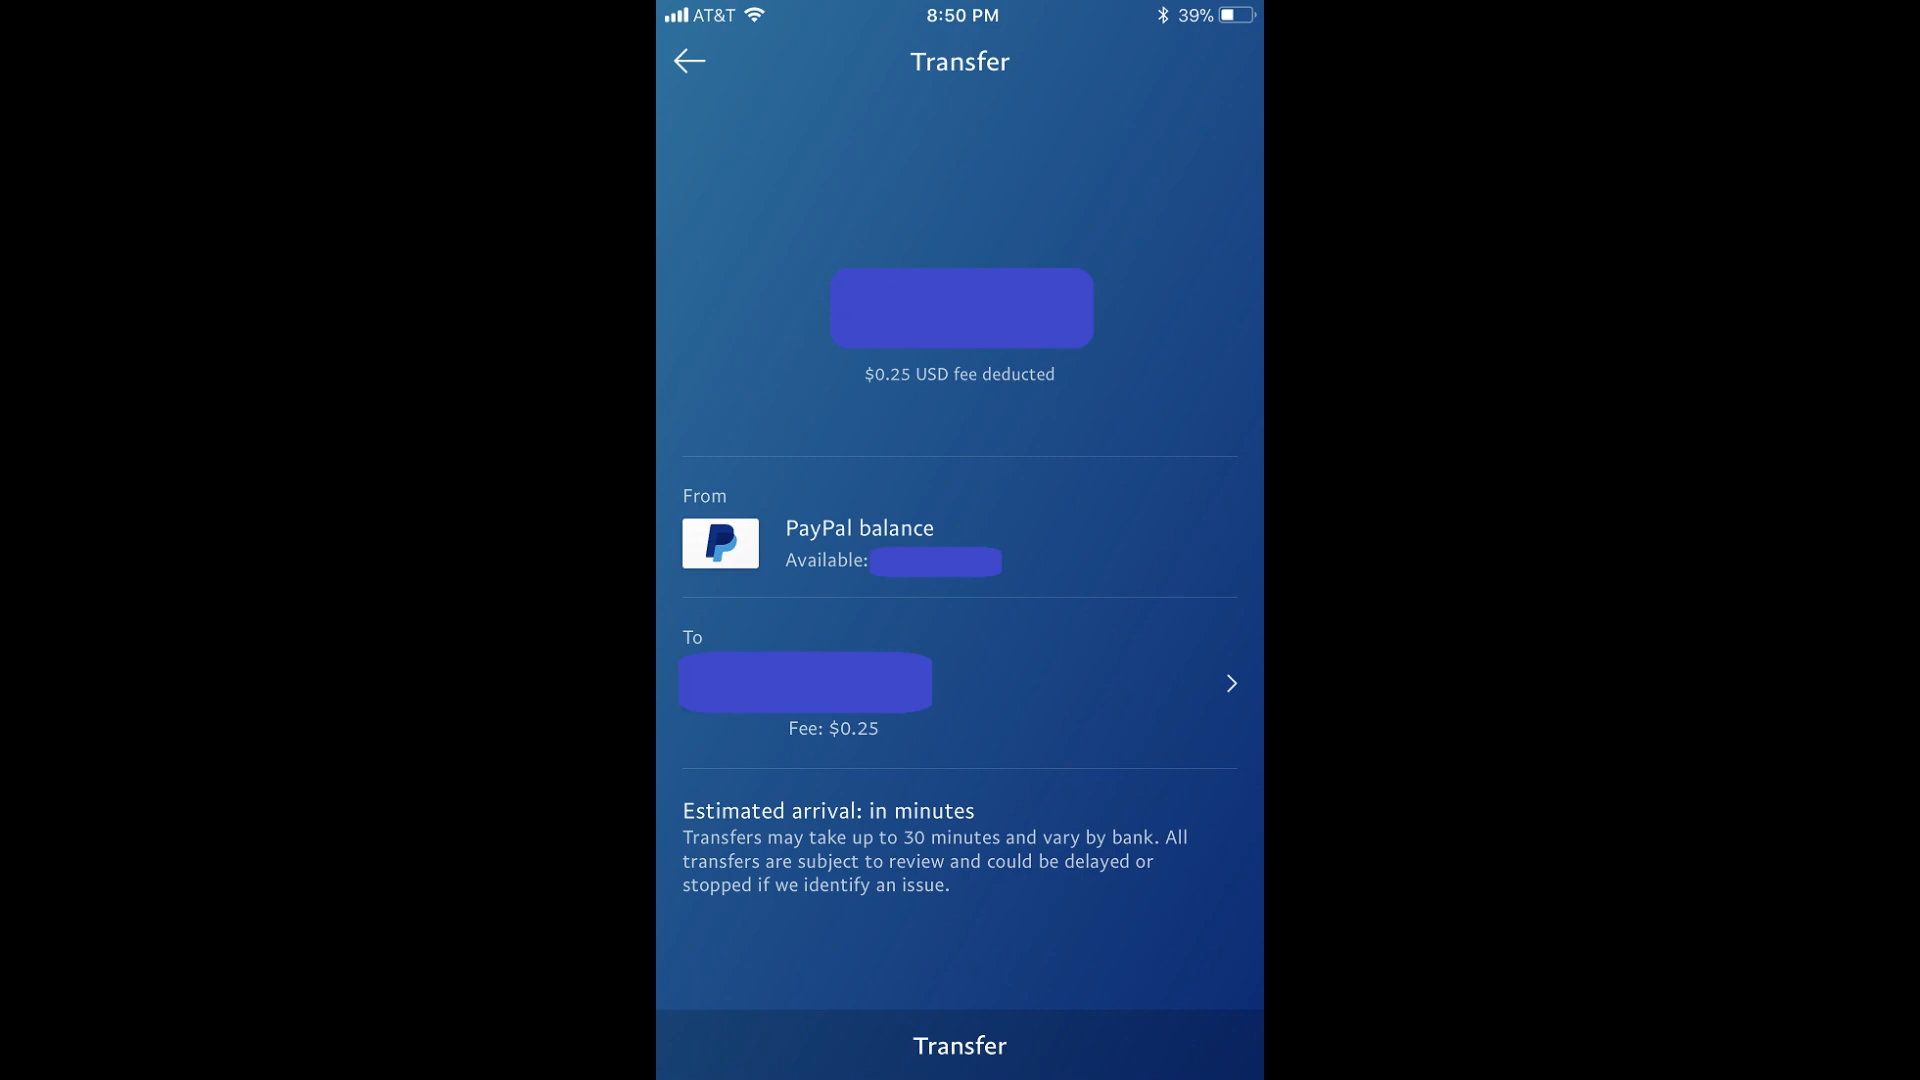 AT&T 8:50 PM 39%
Transfer
$0.25 USD fee deducted
From
PayPal balance
Available:
To
Fee: $0.25
Estimated arrival: in minutes
Transfers may take up to 30 minutes and vary by bank. All
transfers are subject to review and could be delayed or
stopped if we identify an issue.
Transfer